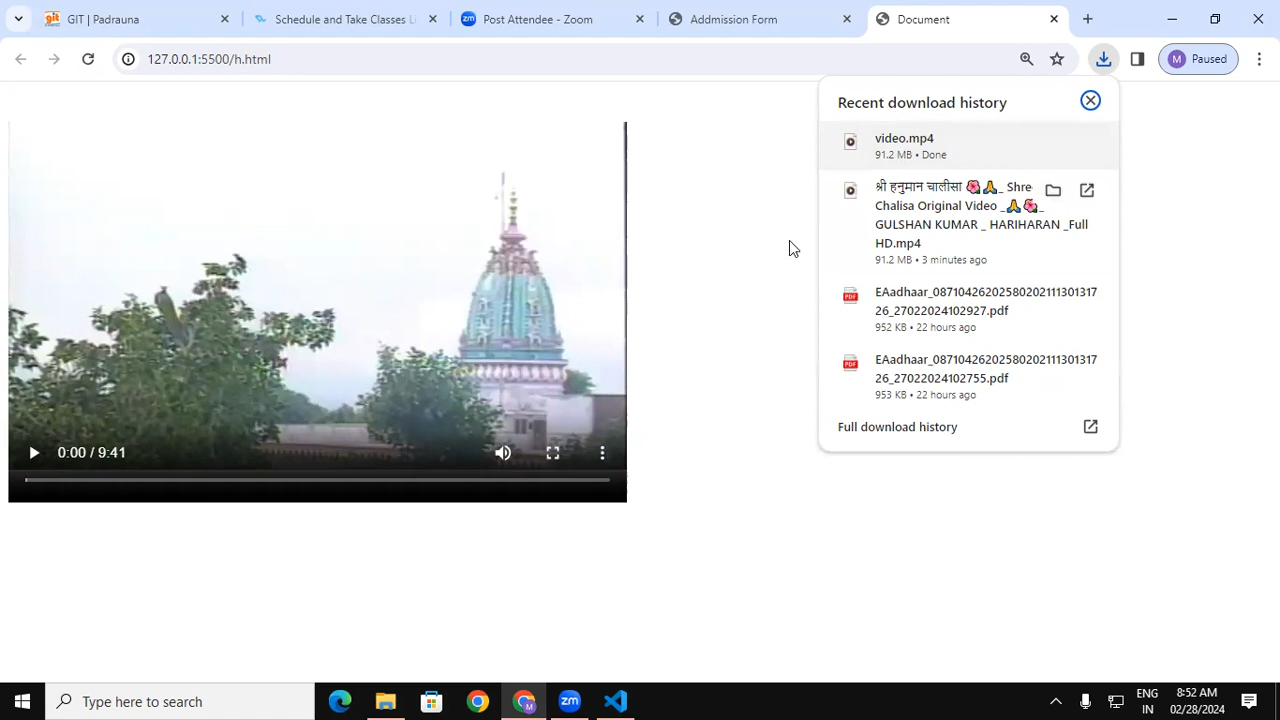 GIT | Padrauna
Schedule and Take Classes Li
Post Attendee - Zoom
Addmission Form
Document
127.0.0.1:5500/h.html
M Paused
Recent download history
video.mp4
91.2 MB • Done
श्री हनुमान चालीसा 🌺🙏_ Shre
Chalisa Original Video _🙏🌺_
GULSHAN KUMAR _ HARIHARAN _Full
HD.mp4
91.2 MB • 3 minutes ago
EAadhaar_08710426202580202111301317
26_27022024102927.pdf
952 KB • 22 hours ago
EAadhaar_08710426202580202111301317
26_27022024102755.pdf
953 KB • 22 hours ago
Full download history
0:00 / 9:41
Type here to search
ENG
IN
8:52 AM
02/28/2024